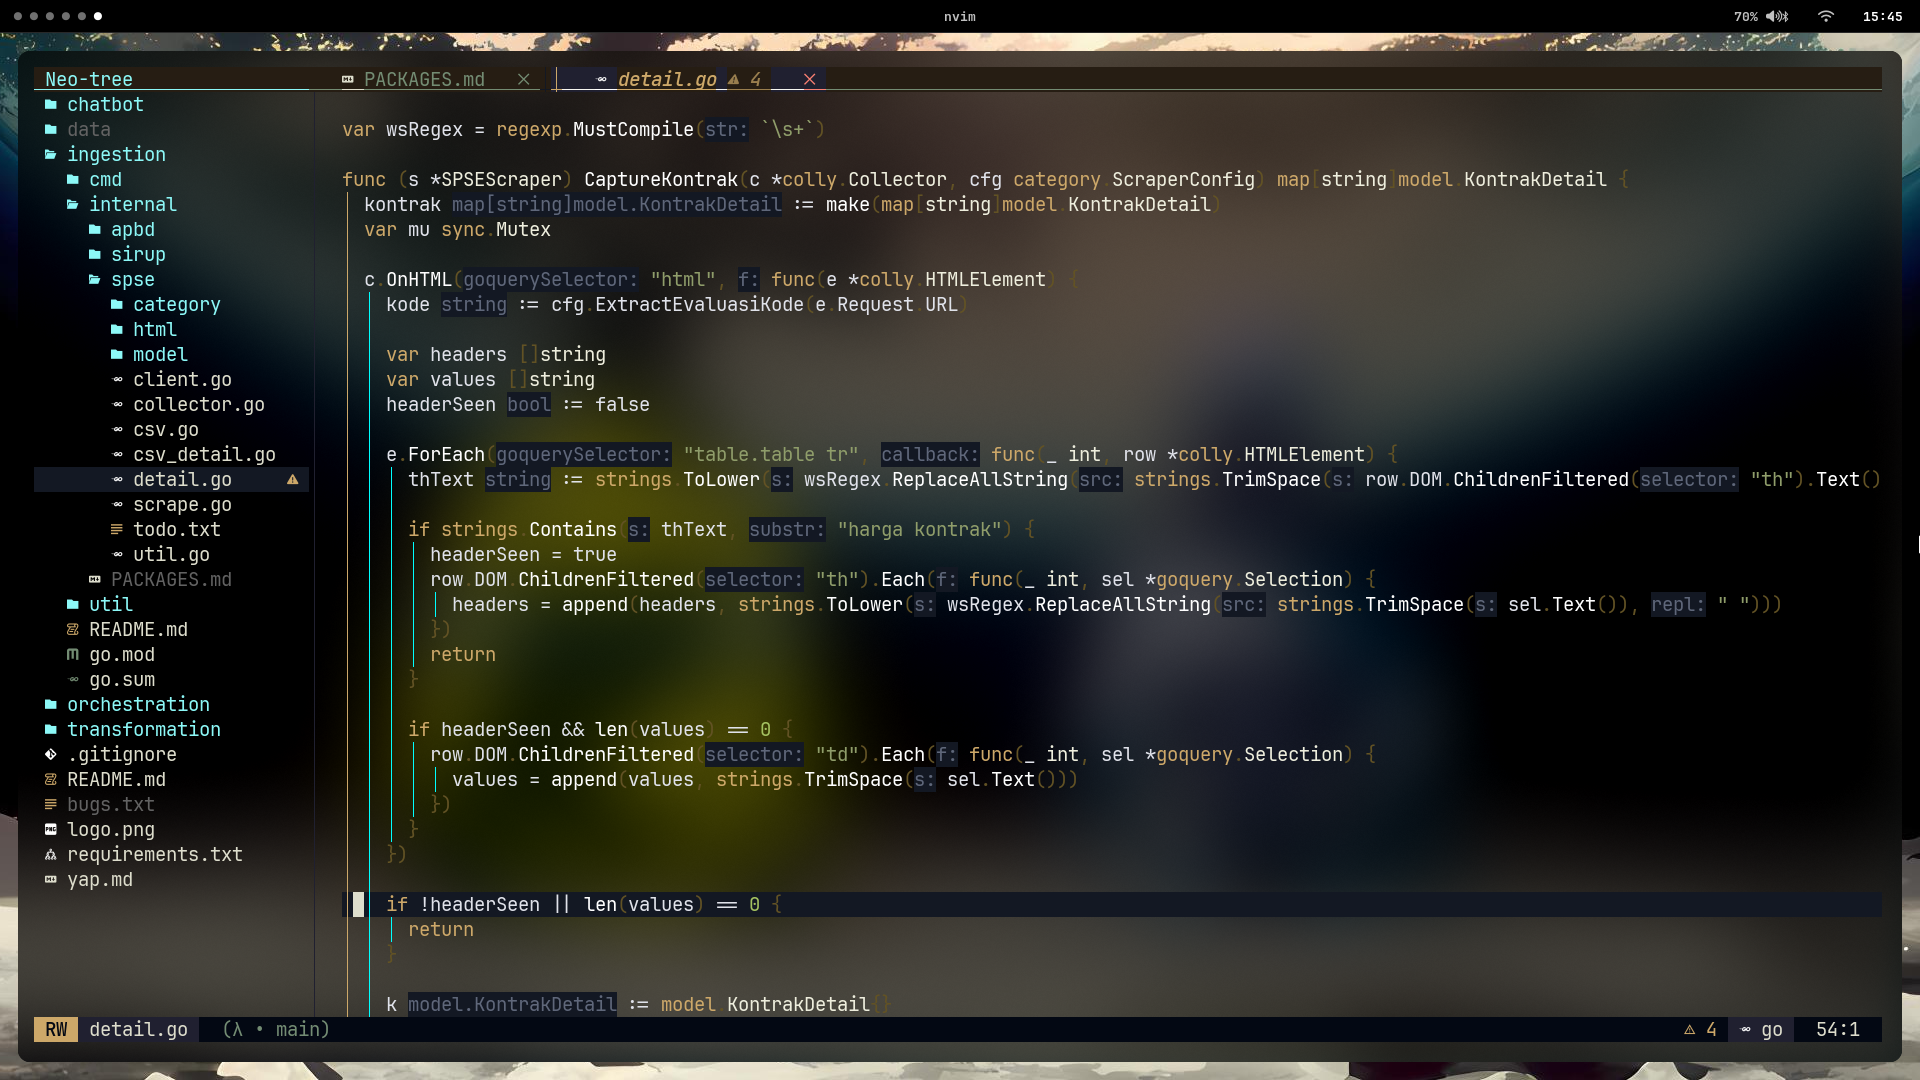 nvim
70%
15:45
Neo-tree
PACKAGES.md
detail.go 4
chatbot
data
ingestion
cmd
internal
apbd
sirup
spse
category
html
model
client.go
collector.go
csv.go
csv_detail.go
detail.go
scrape.go
todo.txt
util.go
PACKAGES.md
util
README.md
go.mod
go.sum
orchestration
transformation
.gitignore
README.md
bugs.txt
logo.png
requirements.txt
yap.md
var wsRegex = regexp.MustCompile(str: `\s+`)
func (s *SPSEScraper) CaptureKontrak(c *colly.Collector, cfg category.ScraperConfig) map[string]model.KontrakDetail {
kontrak map[string]model.KontrakDetail := make(map[string]model.KontrakDetail)
var mu sync.Mutex
c.OnHTML(goquerySelector: "html", f: func(e *colly.HTMLElement) {
kode string := cfg.ExtractEvaluasiKode(e.Request.URL)
var headers []string
var values []string
headerSeen bool := false
e.ForEach(goquerySelector: "table.table tr", callback: func(_ int, row *colly.HTMLElement) {
thText string := strings.ToLower(s: wsRegex.ReplaceAllString(src: strings.TrimSpace(s: row.DOM.ChildrenFiltered(selector: "th").Text()
if strings.Contains(s: thText, substr: "harga kontrak") {
headerSeen = true
row.DOM.ChildrenFiltered(selector: "th").Each(f: func(_ int, sel *goquery.Selection) {
headers = append(headers, strings.ToLower(s: wsRegex.ReplaceAllString(src: strings.TrimSpace(s: sel.Text()), repl: " ")))
})
return
}
if headerSeen && len(values) == 0 {
row.DOM.ChildrenFiltered(selector: "td").Each(f: func(_ int, sel *goquery.Selection) {
values = append(values, strings.TrimSpace(s: sel.Text()))
})
}
})
if !headerSeen || len(values) == 0 {
return
}
k model.KontrakDetail := model.KontrakDetail{}
RW detail.go (λ • main)
4 go 54:1